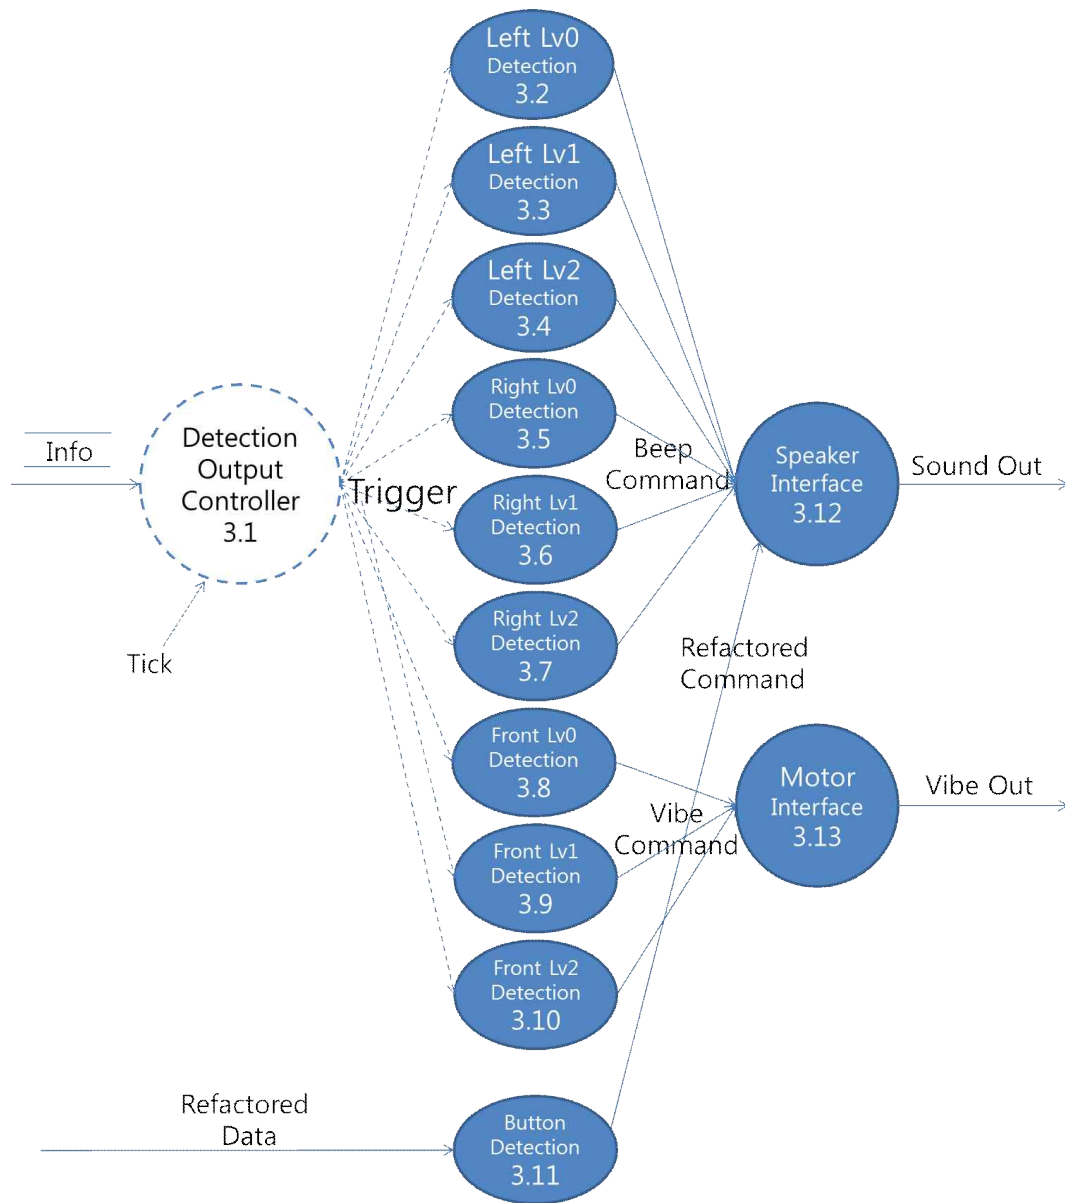 Left Lv0
Detection
3.2
Left Lv1
Detection
3.3
Left Lv2
Detection
3.4
Right Lv0
Detection
3.5
Right Lv1
Detection
3.6
Right Lv2
Detection
3.7
Front Lv0
Detection
3.8
Front Lv1
Detection
3.9
Front Lv2
Detection
3.10
Button
Detection
3.11
Info
Detection
Output
Controller
3.1
Tick
Trigger
Beep
Command
Speaker
Interface
3.12
Sound Out
Refactored
Command
Vibe
Command
Motor
Interface
3.13
Vibe Out
Refactored
Data